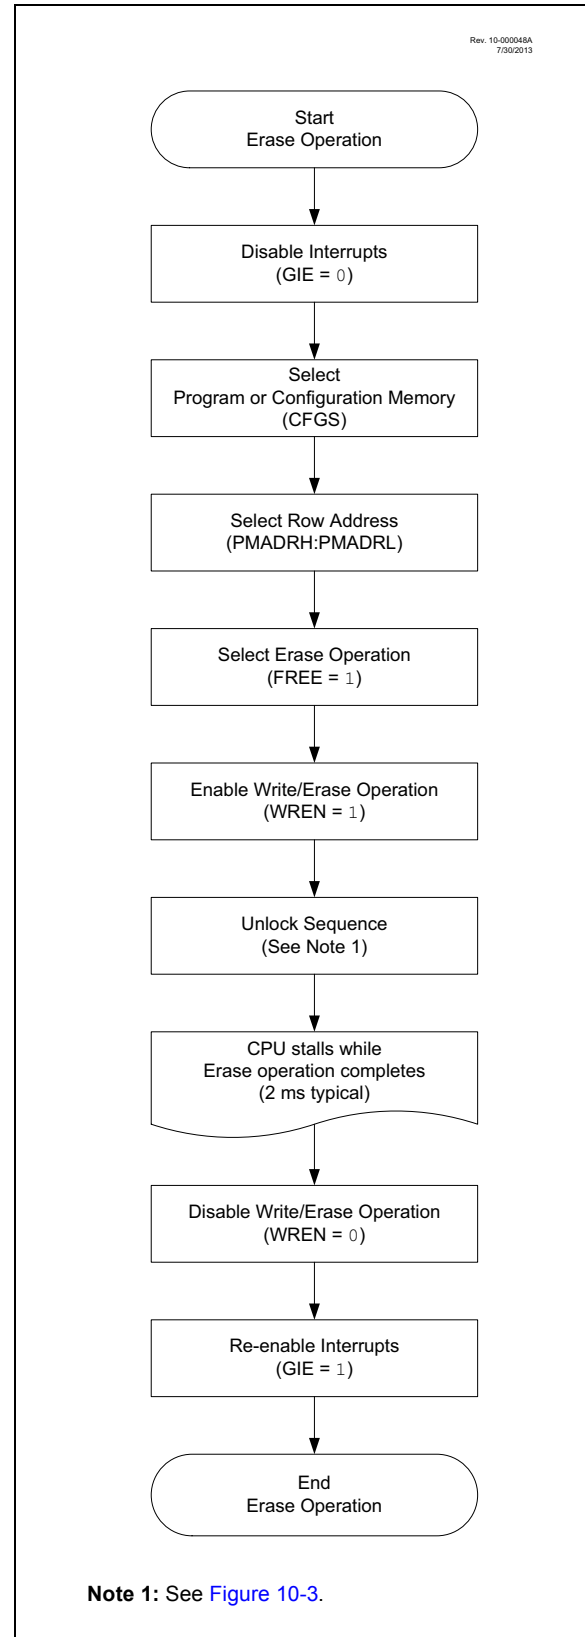 Rev. 10-000048A
7/30/2013
Start
Erase Operation
Disable Interrupts
(GIE = 0)
Select
Program or Configuration Memory
(CFGS)
Select Row Address
(PMADRH:PMADRL)
Select Erase Operation
(FREE = 1)
Enable Write/Erase Operation
(WREN = 1)
Unlock Sequence
(See Note 1)
CPU stalls while
Erase operation completes
(2 ms typical)
Disable Write/Erase Operation
(WREN = 0)
Re-enable Interrupts
(GIE = 1)
End
Erase Operation
Note 1: See Figure 10-3.